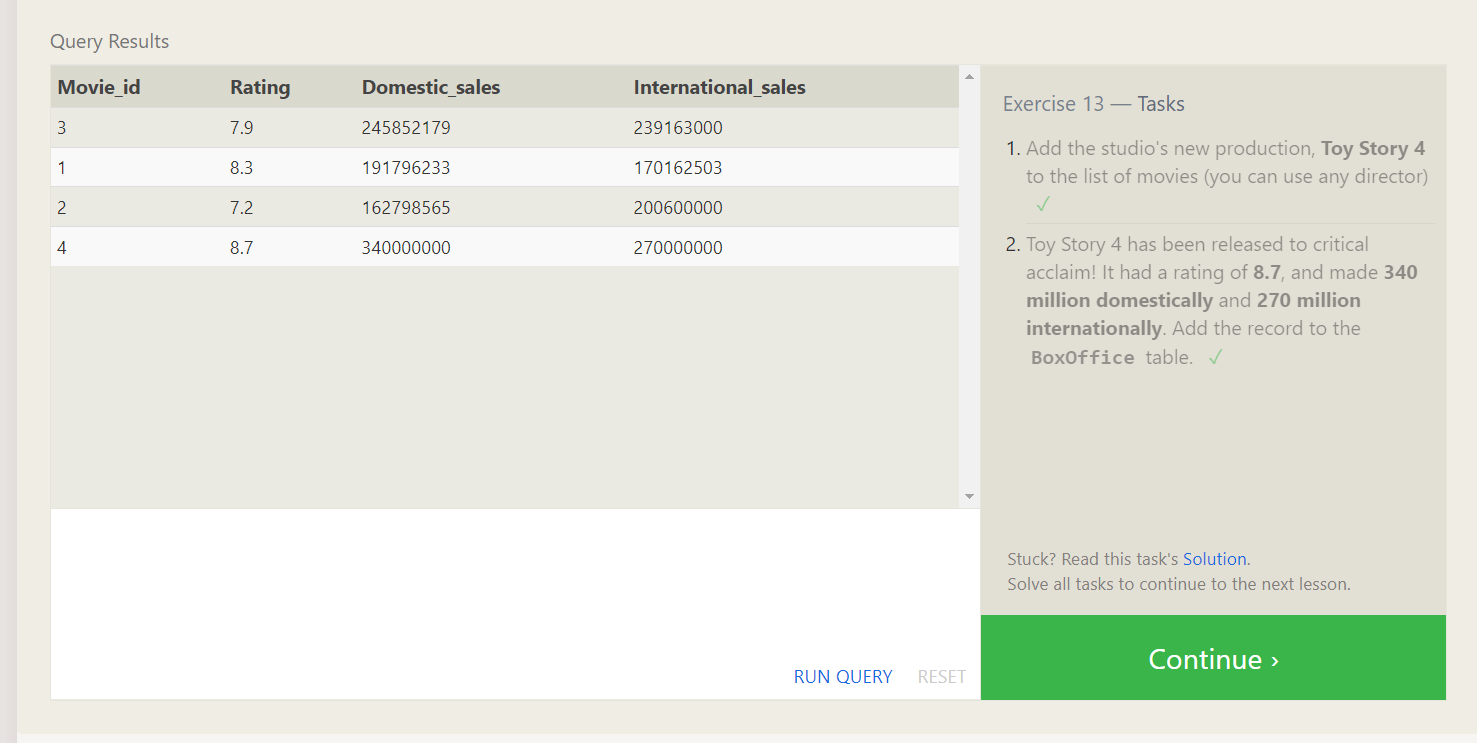 Query Results
Movie_id Rating Domestic_sales International_sales
3 7.9 245852179 239163000
1 8.3 191796233 170162503
2 7.2 162798565 200600000
4 8.7 340000000 270000000
RUN QUERY RESET
Exercise 13 — Tasks
1. Add the studio's new production, Toy Story 4
to the list of movies (you can use any director)
✓
2. Toy Story 4 has been released to critical
acclaim! It had a rating of 8.7, and made 340
million domestically and 270 million
internationally. Add the record to the
BoxOffice table. ✓
Stuck? Read this task's Solution.
Solve all tasks to continue to the next lesson.
Continue ›